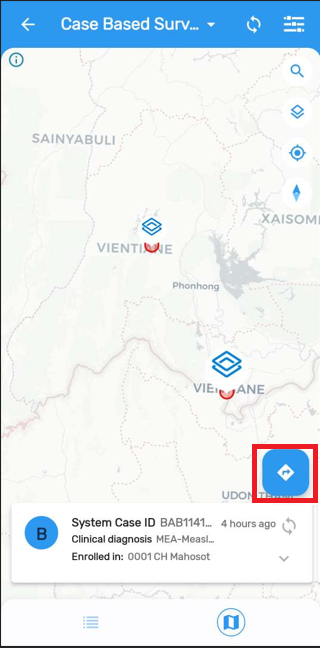 Case Based Surv...
SAINYABULI
XAISOM
VIENTIANE
Phonhong
VIENTIANE
UDON THANI
B
System Case ID BAB1141... 4 hours ago
Clinical diagnosis MEA-Measl...
Enrolled in: 0001 CH Mahosot